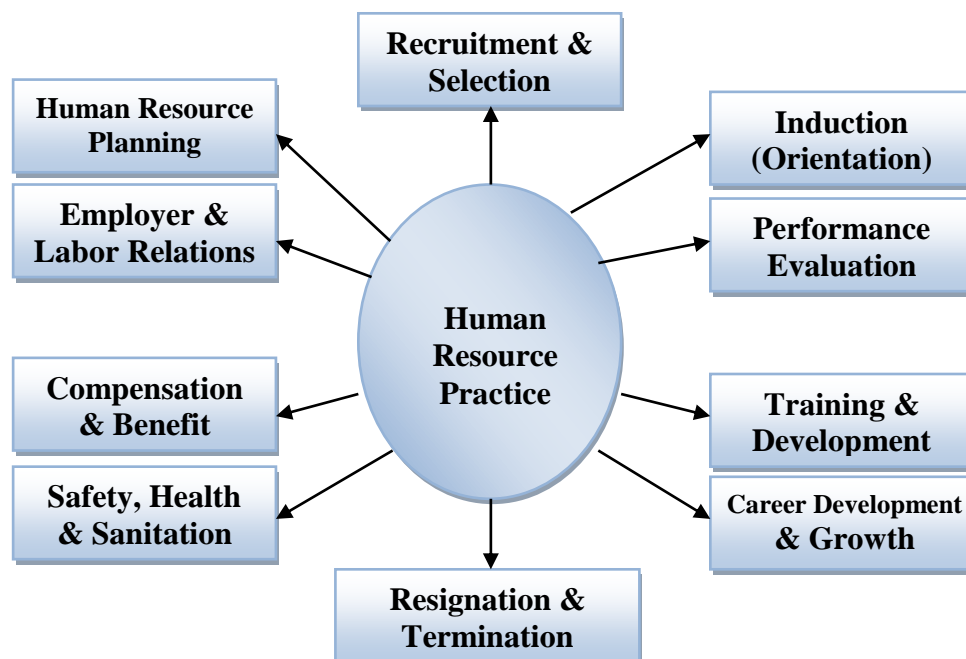 Recruitment &
Selection
Human Resource
Planning
Induction
(Orientation)
Employer &
Labor Relations
Performance
Evaluation
Human
Resource
Practice
Compensation
& Benefit
Training &
Development
Safety, Health
& Sanitation
Career Development
& Growth
Resignation &
Termination